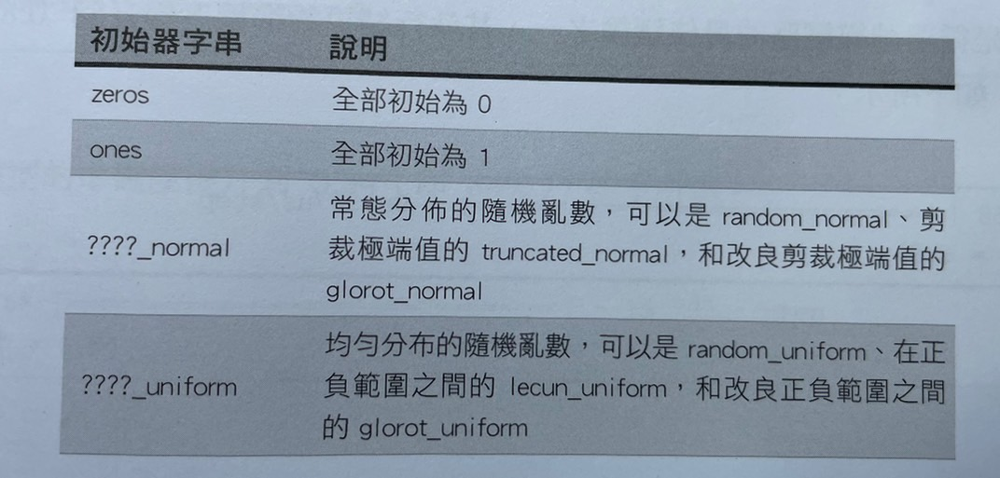 初始器字串 說明
zeros 全部初始為 0
ones 全部初始為 1
常態分佈的隨機亂數，可以是 random_normal、剪
????_normal 裁極端值的 truncated_normal，和改良剪裁極端值的
glorot_normal
均勻分布的隨機亂數，可以是 random_uniform、在正
????_uniform 負範圍之間的 lecun_uniform，和改良正負範圍之間
的 glorot_uniform